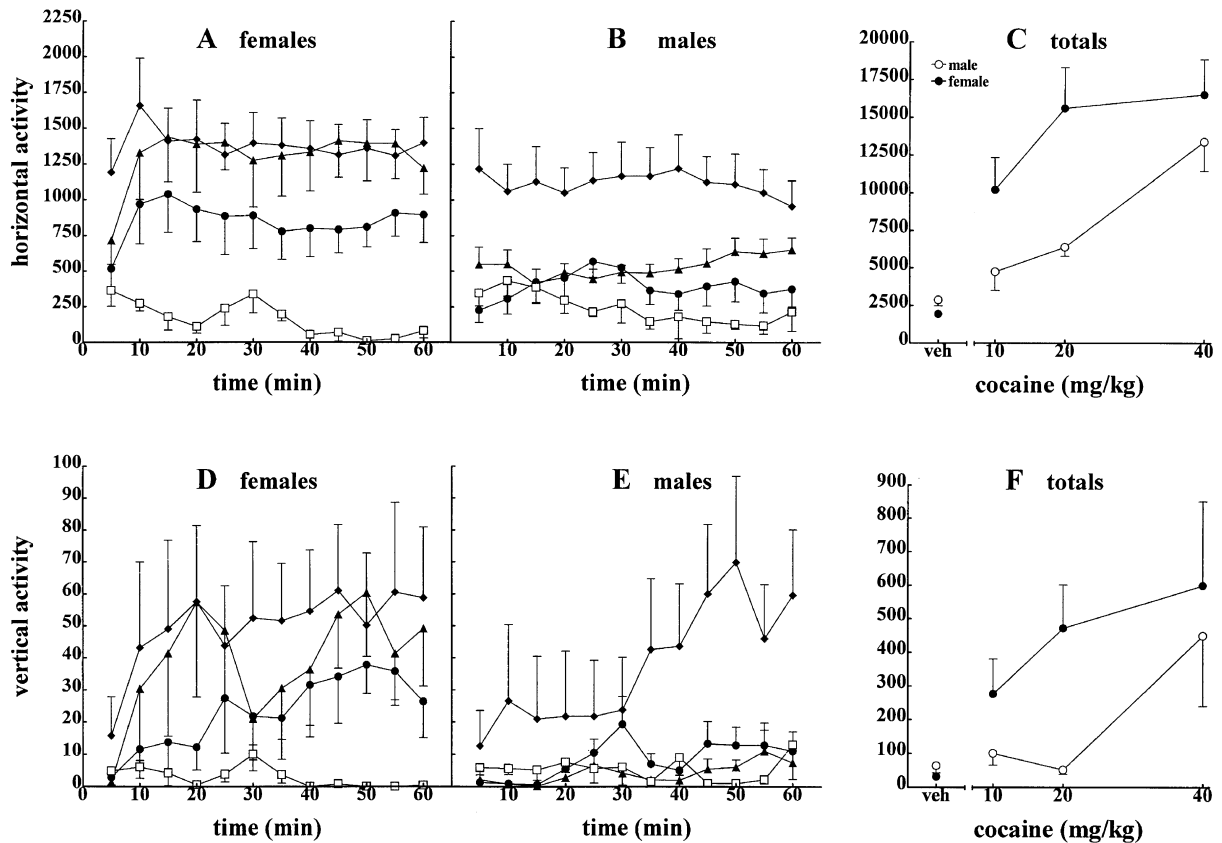 A females
B males
C totals
horizontal activity
2250
2000
1750
1500
1250
1000
750
500
250
0
0 10 20 30 40 50 60
time (min)
10 20 30 40 50 60
time (min)
20000
17500
15000
12500
10000
7500
5000
2500
0
male
female
veh 10 20 40
cocaine (mg/kg)
D females
E males
F totals
vertical activity
100
90
80
70
60
50
40
30
20
10
0
0 10 20 30 40 50 60
time (min)
10 20 30 40 50 60
time (min)
900
800
700
600
500
400
300
200
100
0
veh 10 20 40
cocaine (mg/kg)